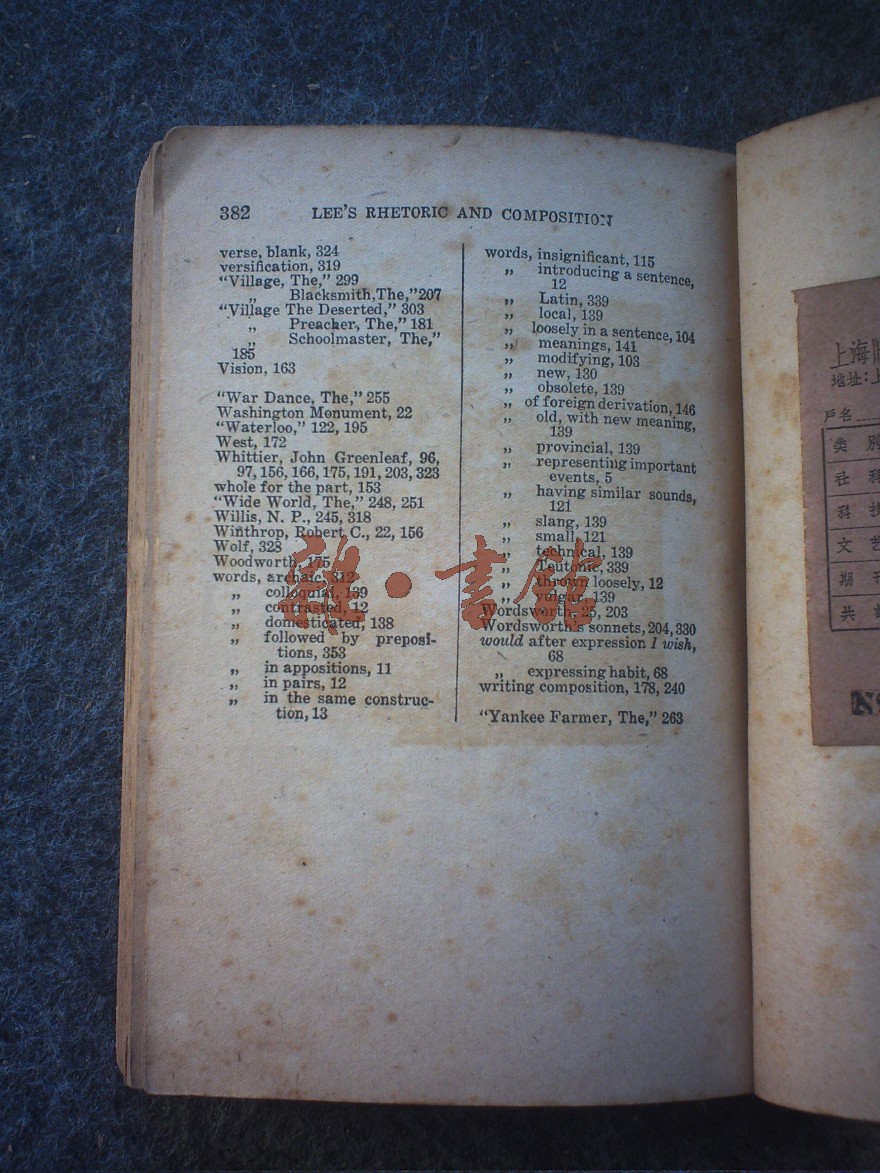 382 LEE'S RHETORIC AND COMPOSITION
verse, blank, 324
versification, 319
“Village, The,” 299
„ Blacksmith,The,”207
“Village The Deserted,” 303
„ Preacher, The,” 181
„ Schoolmaster, The,”
185
Vision, 163
“War Dance, The,” 255
Washington Monument, 22
“Waterloo,” 122, 195
West, 172
Whittier, John Greenleaf, 96,
97, 156, 166, 175, 191, 203, 323
whole for the part, 153
“Wide World, The,” 248, 251
Willis, N. P., 245, 318
Winthrop, Robert C., 22, 156
Wolf, 328
Woodworth, 175
words, archaic, 312
„ colloquial, 139
„ contrasted, 12
„ domesticated, 138
„ followed by preposi-
tions, 353
„ in appositions, 11
„ in pairs, 12
„ in the same construc-
tion, 13
words, insignificant, 115
„ introducing a sentence,
12
„ Latin, 339
„ local, 139
„ loosely in a sentence, 104
„ meanings, 141
„ modifying, 103
„ new, 130
„ obsolete, 139
„ of foreign derivation, 146
„ old, with new meaning,
139
„ provincial, 139
„ representing important
events, 5
„ having similar sounds,
121
„ slang, 139
„ small, 121
„ technical, 139
„ Teutonic, 339
„ thrown loosely, 12
„ vulgar, 139
Wordsworth, 25, 203
Wordsworth's sonnets, 204, 330
would after expression I wish,
68
„ expressing habit, 68
writing composition, 178, 240
“Yankee Farmer, The,” 263
上海
地址:上
戶名
类別
社科
科技
文艺
期刊
共
No
·書館